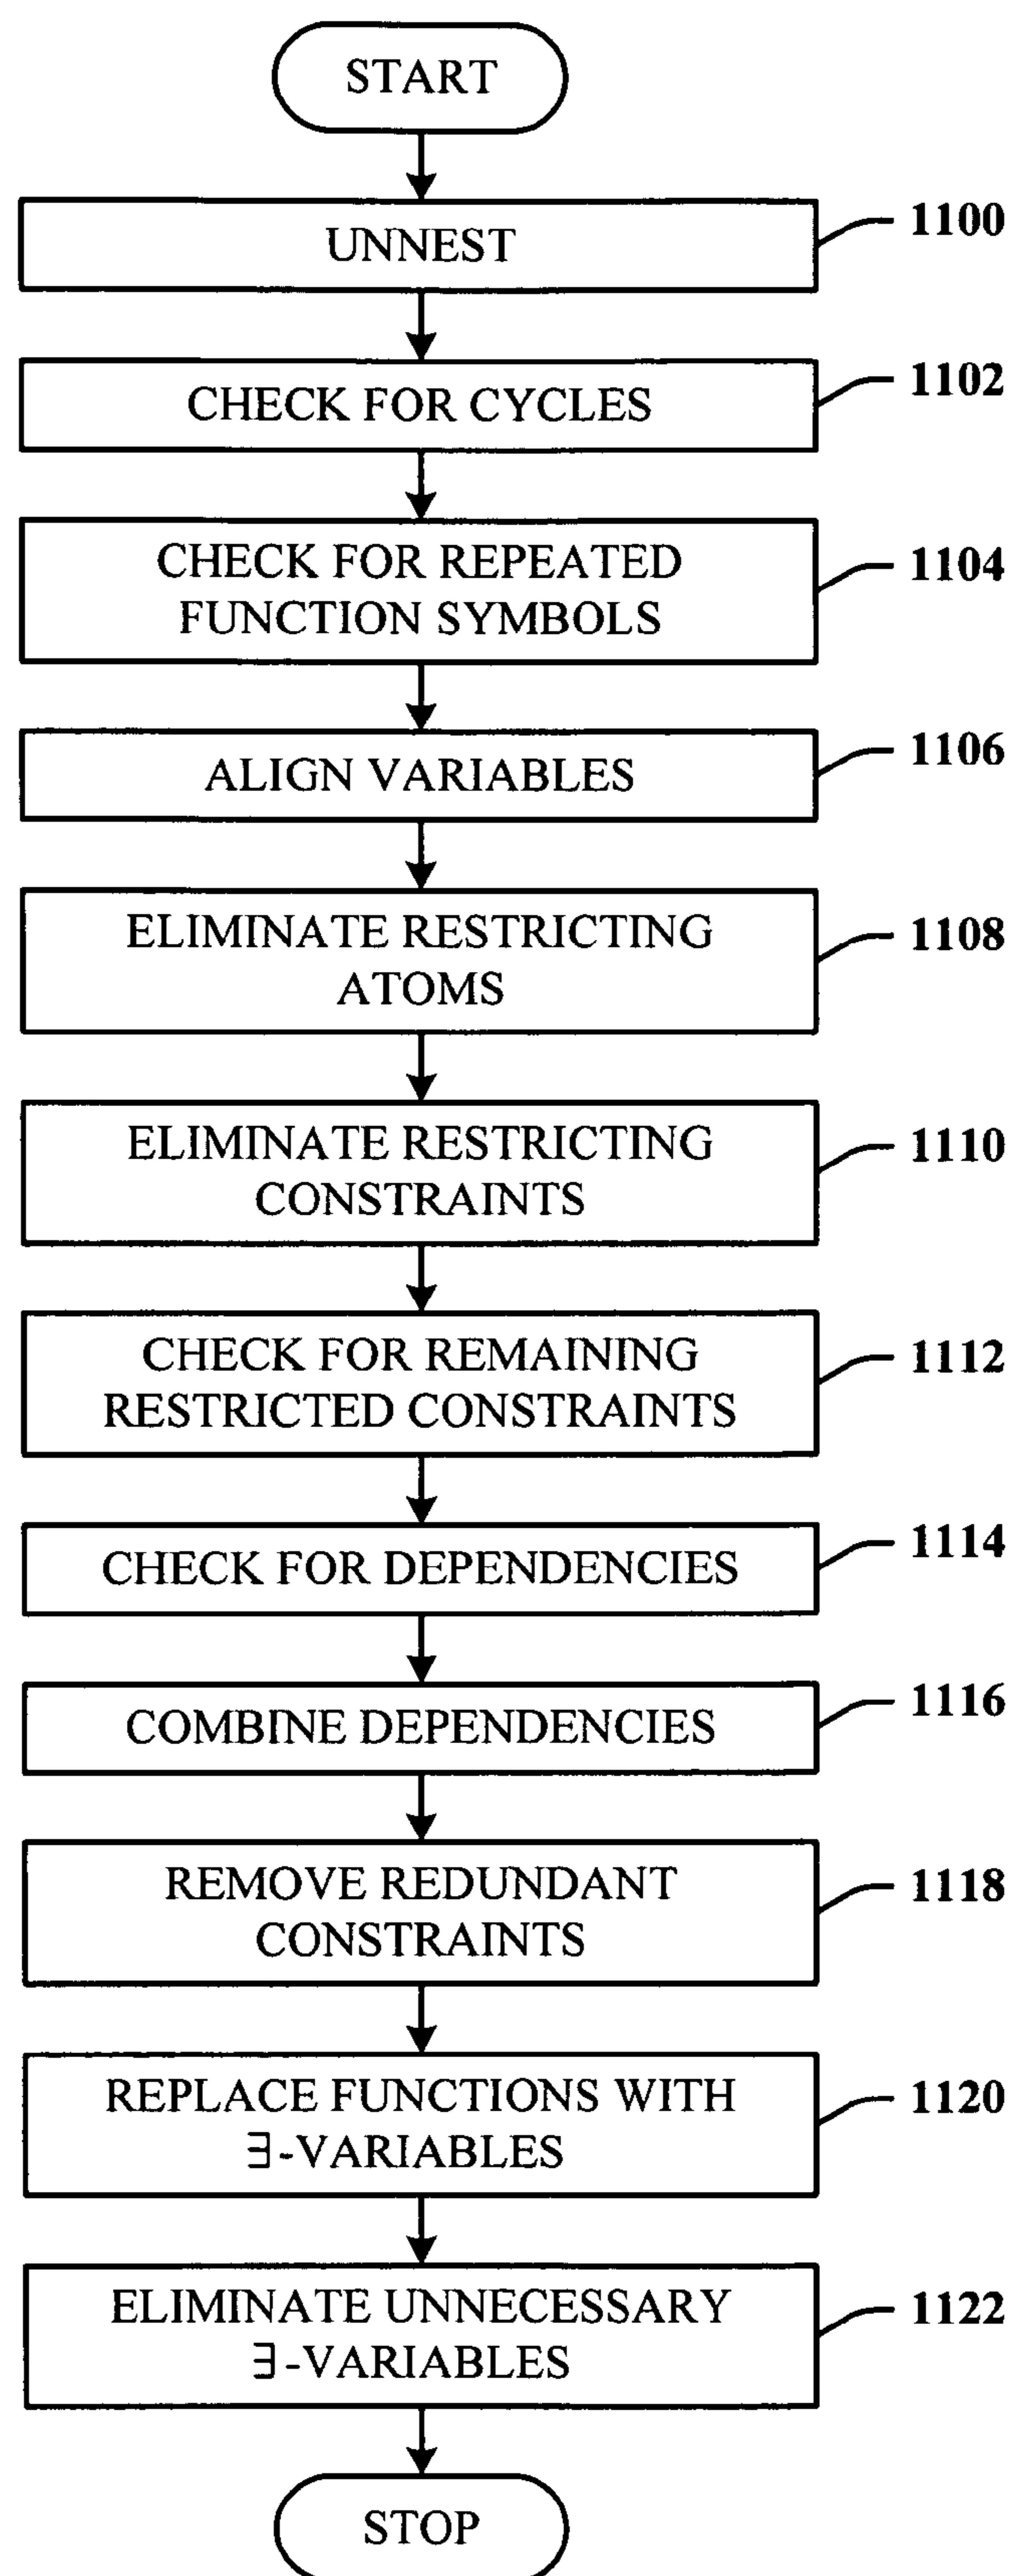 START
UNNEST
1100
CHECK FOR CYCLES
1102
CHECK FOR REPEATED
FUNCTION SYMBOLS
1104
ALIGN VARIABLES
1106
ELIMINATE RESTRICTING
ATOMS
1108
ELIMINATE RESTRICTING
CONSTRAINTS
1110
CHECK FOR REMAINING
RESTRICTED CONSTRAINTS
1112
CHECK FOR DEPENDENCIES
1114
COMBINE DEPENDENCIES
1116
REMOVE REDUNDANT
CONSTRAINTS
1118
REPLACE FUNCTIONS WITH
∃-VARIABLES
1120
ELIMINATE UNNECESSARY
∃-VARIABLES
1122
STOP